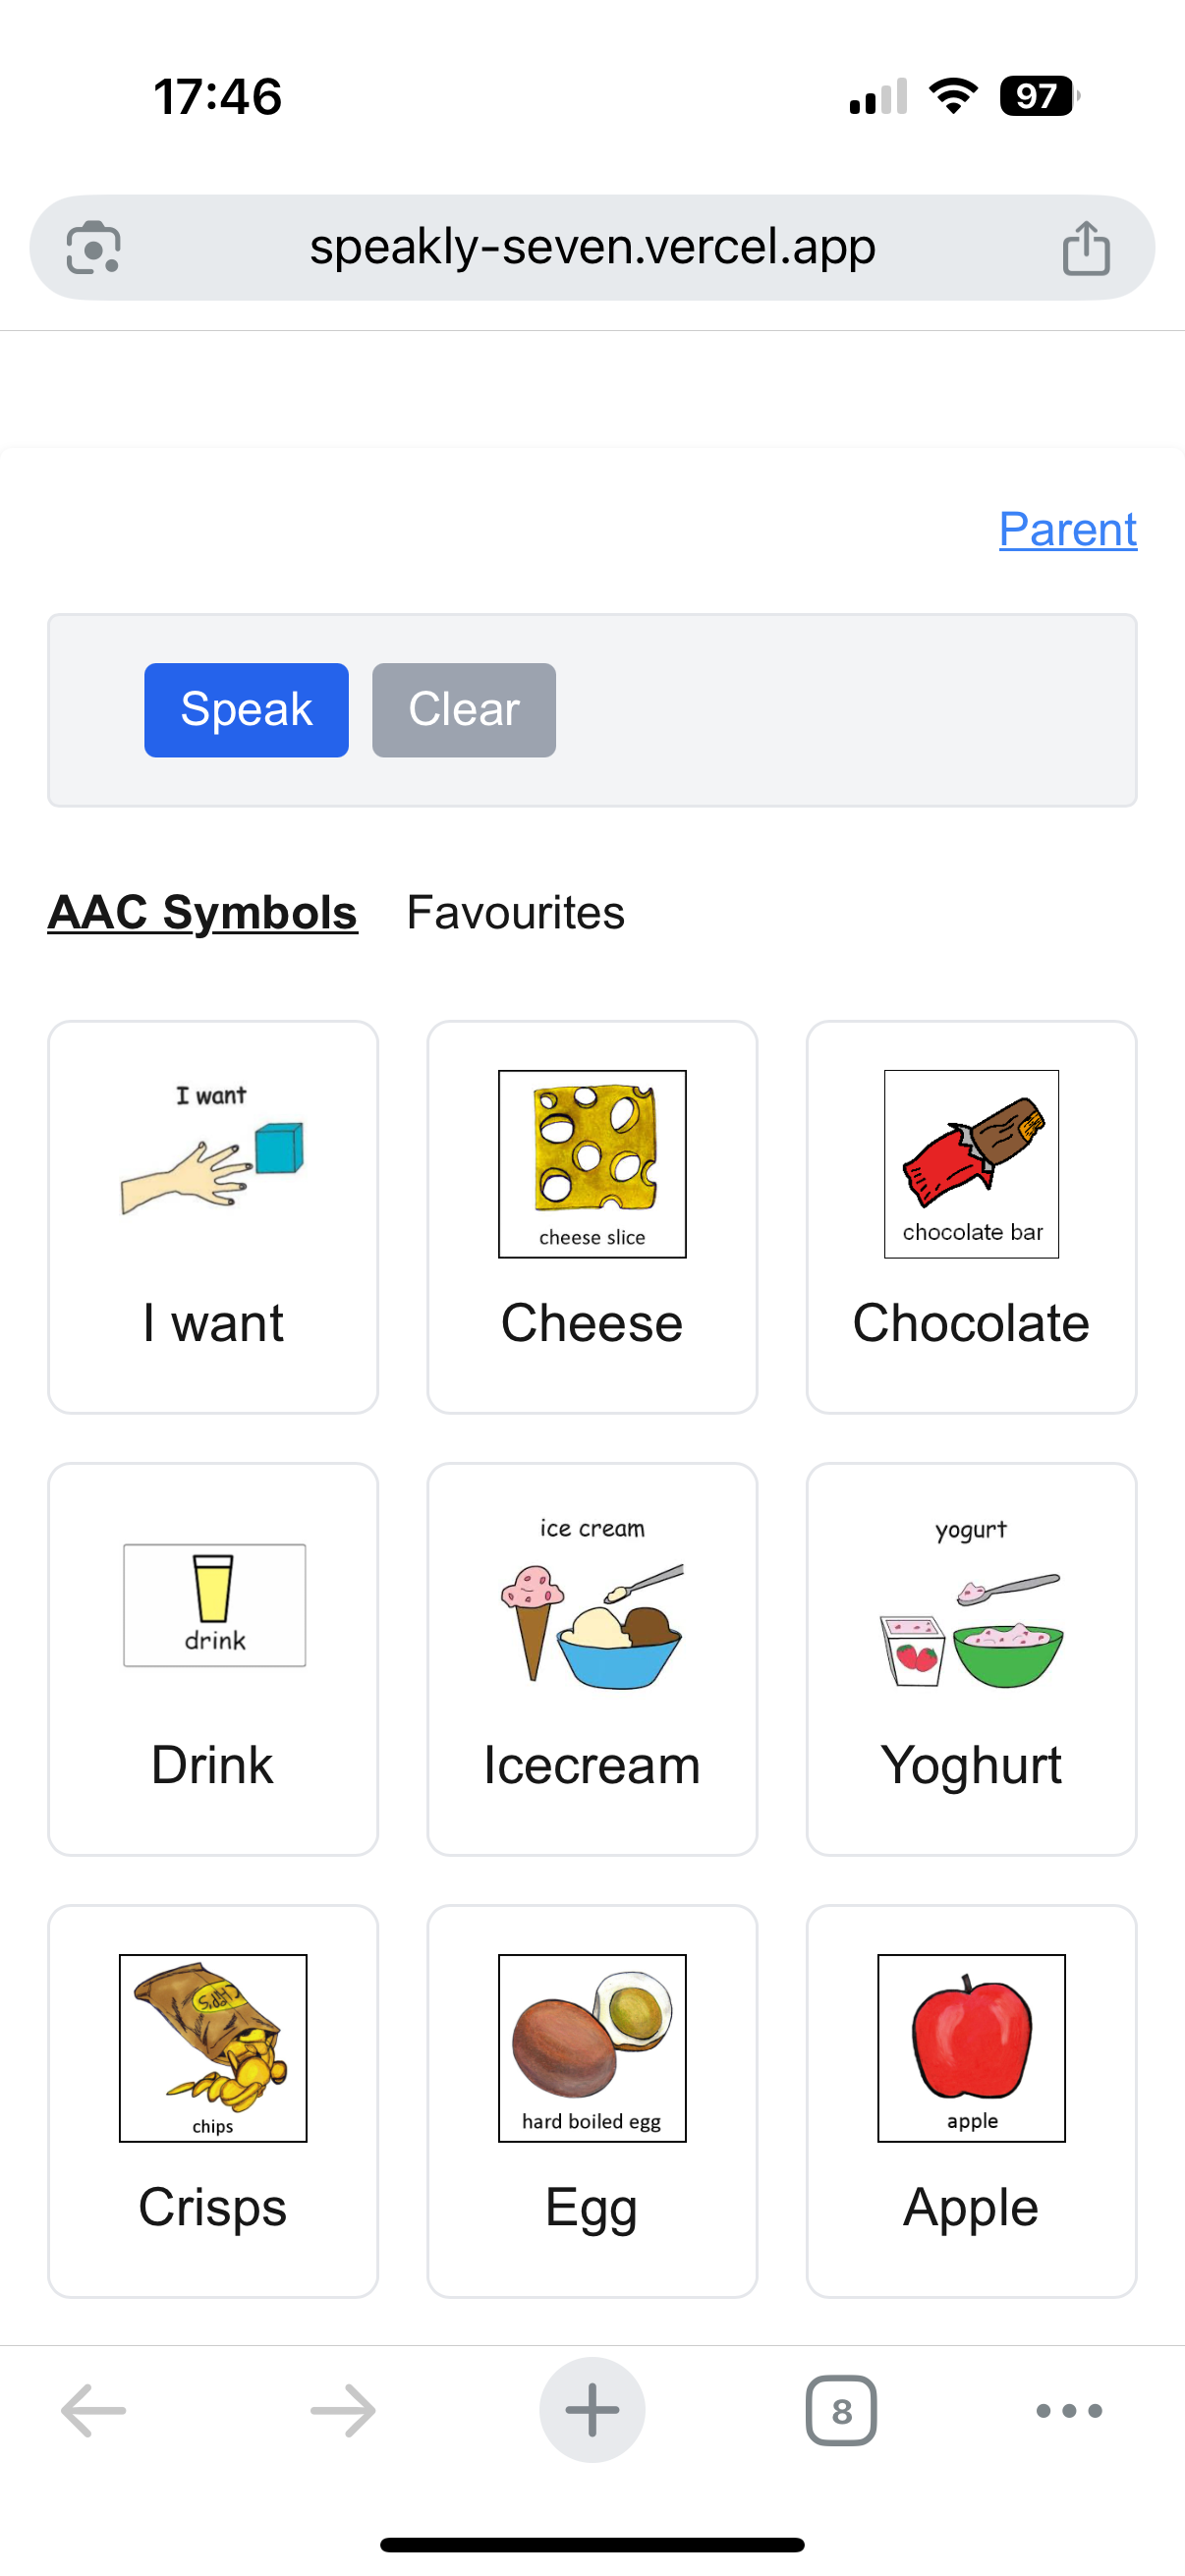 17:46
97
speakly-seven.vercel.app
Parent
Speak Clear
AAC Symbols Favourites
I want
cheese slice
chocolate bar
I want
Cheese
Chocolate
drink
ice cream
yogurt
Drink
Icecream
Yoghurt
chips
hard boiled egg
apple
Crisps
Egg
Apple
8